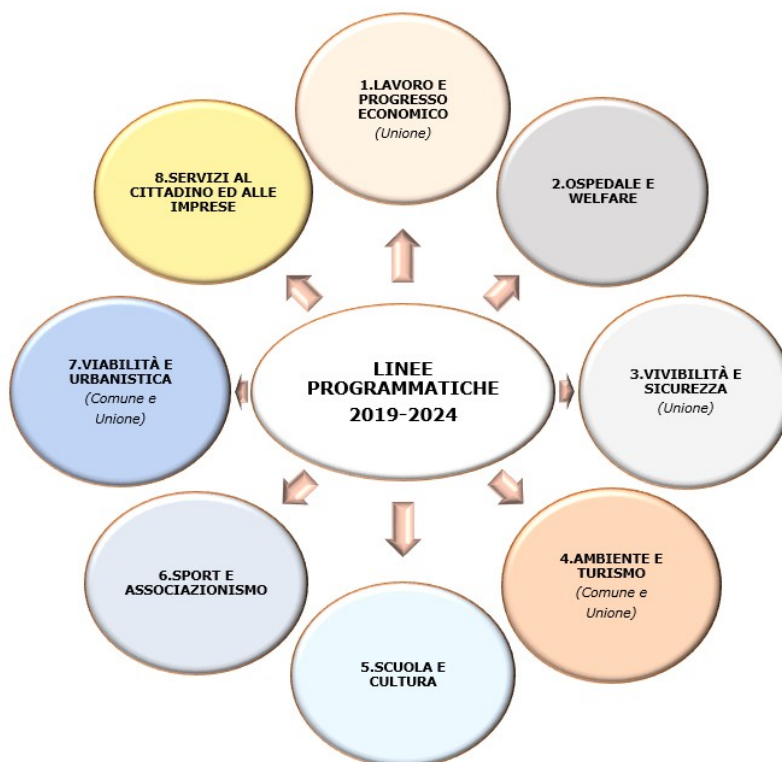 LINEE
PROGRAMMATICHE
2019-2024
1.LAVORO E
PROGRESSO
ECONOMICO
(Unione)
2.OSPEDALE E
WELFARE
3.VIVIBILITÀ E
SICUREZZA
(Unione)
4.AMBIENTE E
TURISMO
(Comune e
Unione)
5.SCUOLA E
CULTURA
6.SPORT E
ASSOCIAZIONISMO
7.VIABILITÀ E
URBANISTICA
(Comune e
Unione)
8.SERVIZI AL
CITTADINO ED ALLE
IMPRESE